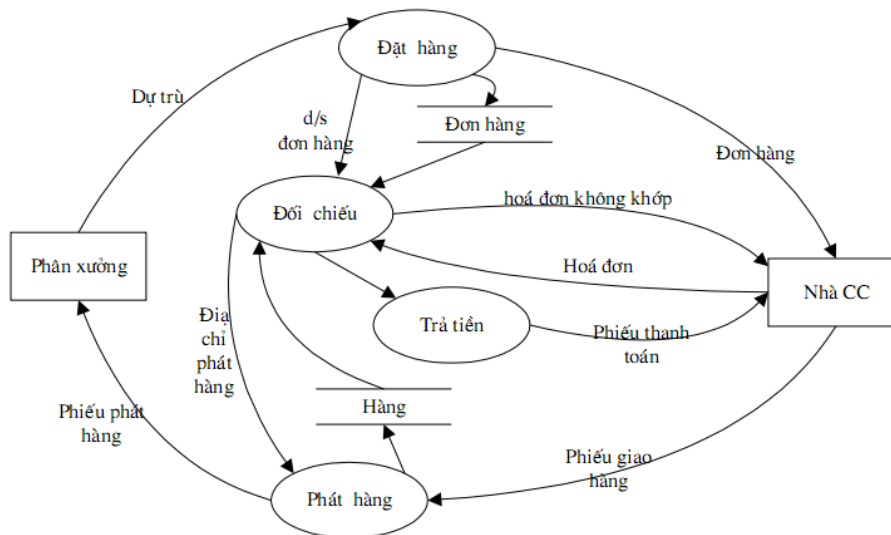 Đặt hàng
Dự trù
d/s
đơn hàng
Đơn hàng
Đơn hàng
hoá đơn không khớp
Đối chiếu
Phân xưởng
Hoá đơn
Nhà CC
Trả tiền
Phiếu thanh
toán
Điạ
chỉ
phát
hàng
Hàng
Phiếu phát
hàng
Phiếu giao
hàng
Phát hàng